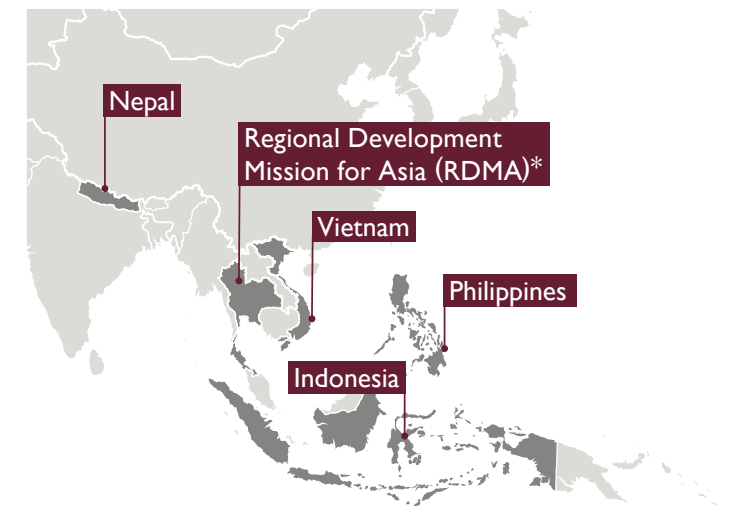 Nepal
Regional Development
Mission for Asia (RDMA)*
Vietnam
Philippines
Indonesia